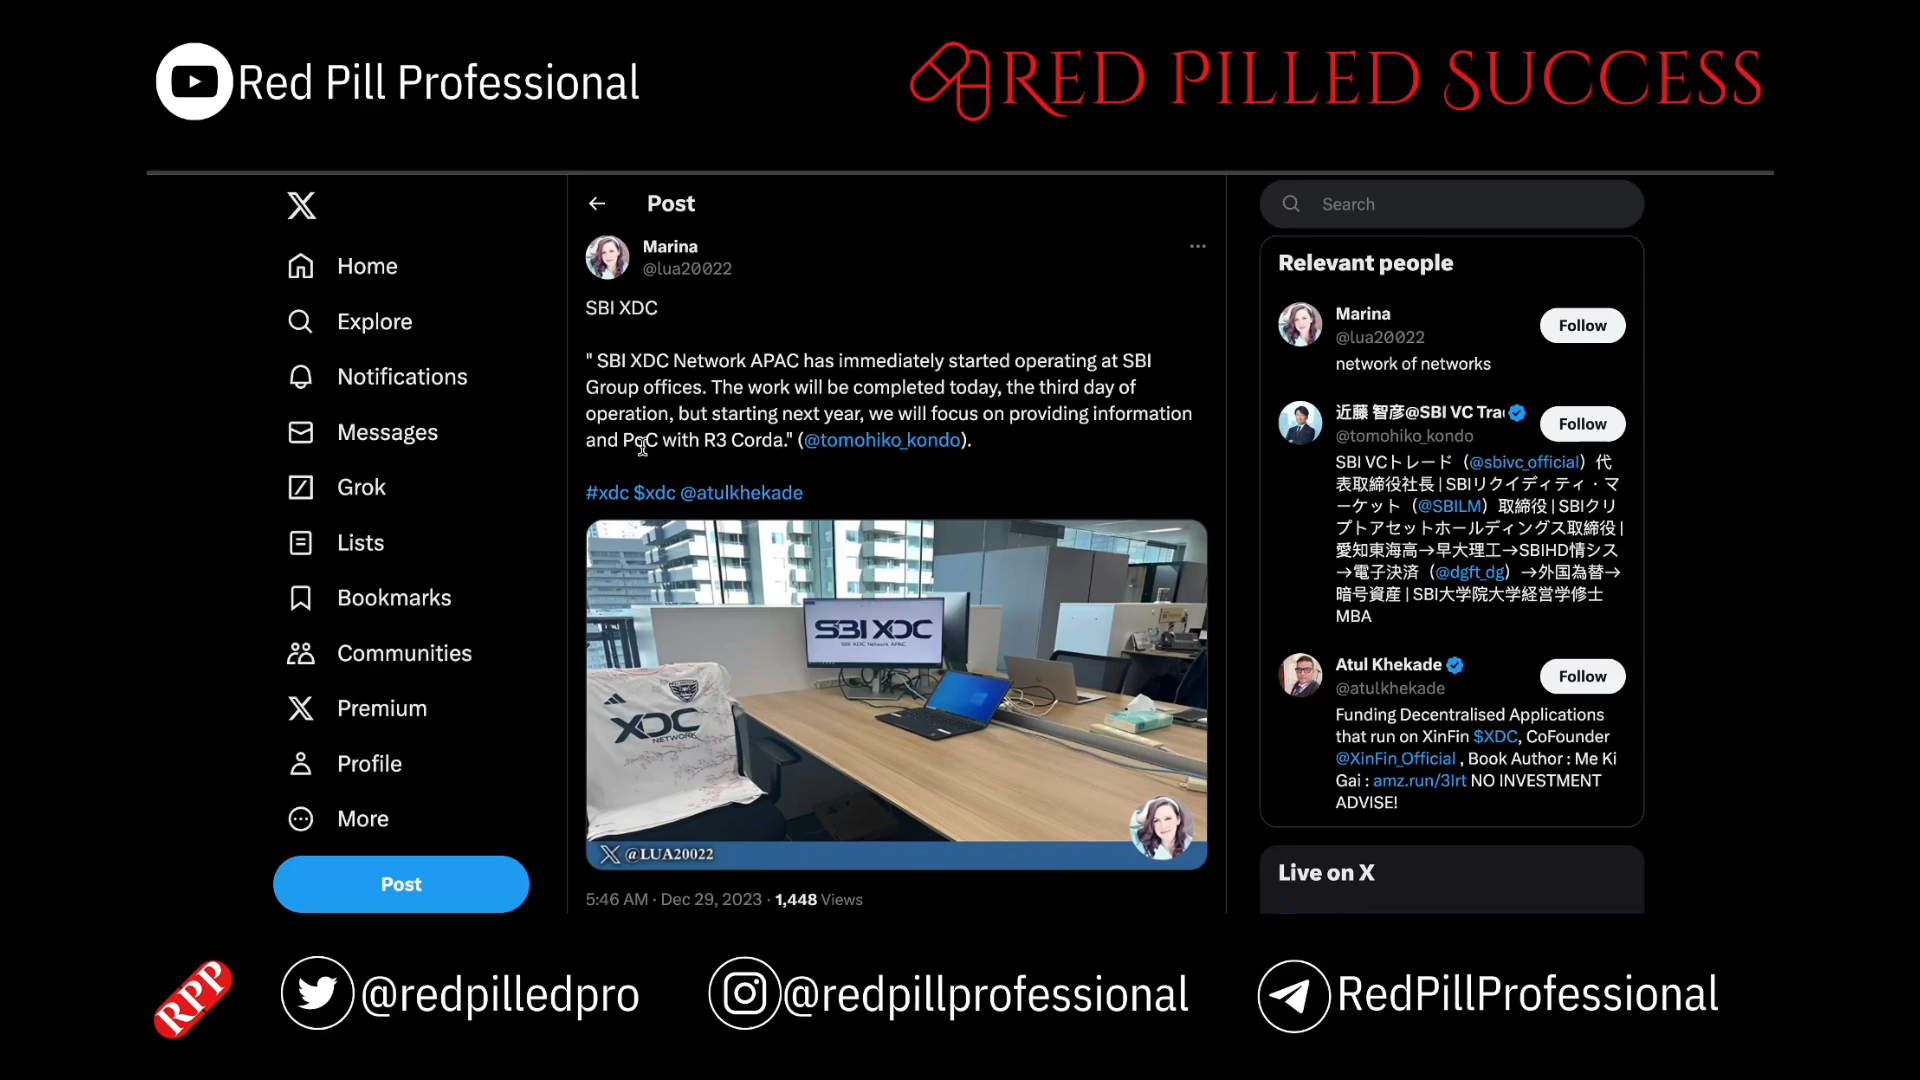 Red Pill Professional
RED PILLED SUCCESS
Home
Explore
Notifications
Messages
Grok
Lists
Bookmarks
Communities
Premium
Profile
More
Post
Post
Marina
@lua20022
SBI XDC
" SBI XDC Network APAC has immediately started operating at SBI
Group offices. The work will be completed today, the third day of
operation, but starting next year, we will focus on providing information
and PoC with R3 Corda." (@tomohiko_kondo).
#xdc $xdc @atulkhekade
SBI XDC
SBI XDC Network APAC
XDC
NETWORK
@LUA20022
5:46 AM · Dec 29, 2023 · 1,448 Views
Search
Relevant people
Marina
Follow
@lua20022
network of networks
近藤 智彦@SBI VC Tra
Follow
@tomohiko_kondo
SBI VCトレード（@sbivc_official）代
表取締役社長 | SBIリクイディティ・マ
ーケット（@SBILM）取締役 | SBIクリ
プトアセットホールディングス取締役 |
愛知東海高→早大理工→SBIHD情シス
→電子決済（@dgft_dg）→外国為替→
暗号資産 | SBI大学院大学経営学修士
MBA
Atul Khekade
Follow
@atulkhekade
Funding Decentralised Applications
that run on XinFin $XDC, CoFounder
@XinFin_Official , Book Author : Me Ki
Gai : amz.run/3Irt NO INVESTMENT
ADVISE!
Live on X
RPP
@redpilledpro
@redpillprofessional
RedPillProfessional